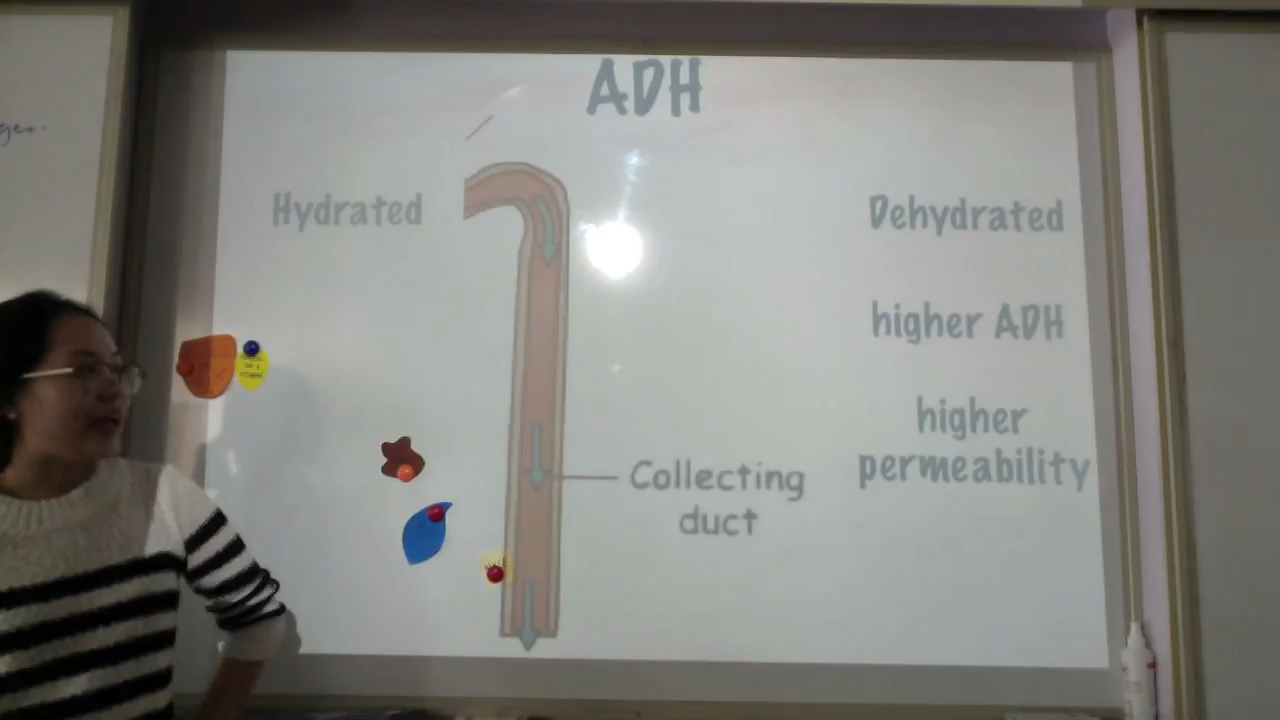 ADH
Hydrated
Dehydrated
higher ADH
higher
permeability
Collecting
duct